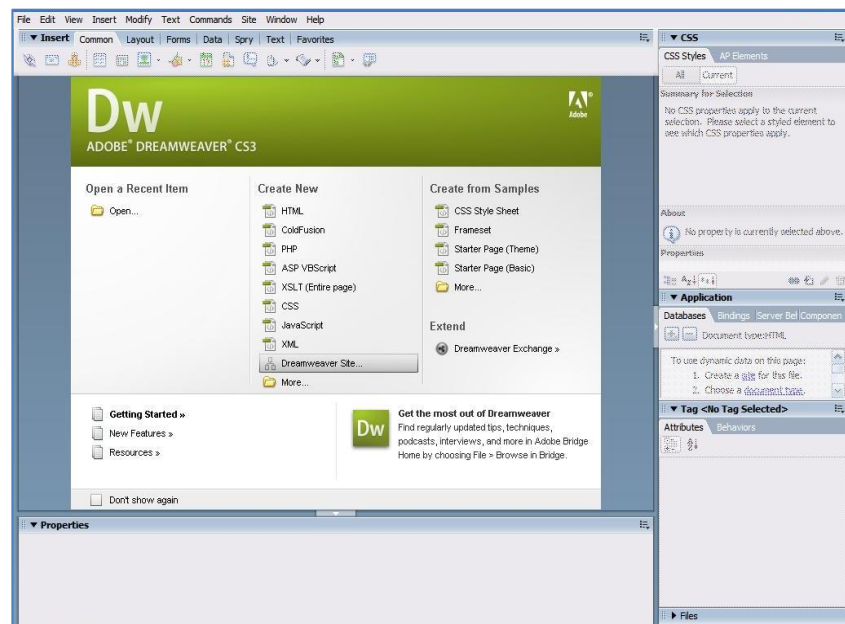 File Edit View Insert Modify Text Commands Site Window Help
Insert Common Layout Forms Data Spry Text Favorites
Dw
ADOBE® DREAMWEAVER® CS3
Adobe
Open a Recent Item
Open...
Create New
HTML
ColdFusion
PHP
ASP VBScript
XSLT (Entire page)
CSS
JavaScript
XML
Dreamweaver Site...
More...
Create from Samples
CSS Style Sheet
Frameset
Starter Page (Theme)
Starter Page (Basic)
More...
Extend
Dreamweaver Exchange »
Getting Started »
New Features »
Resources »
Dw
Get the most out of Dreamweaver
Find regularly updated tips, techniques,
podcasts, interviews, and more in Adobe Bridge
Home by choosing File > Browse in Bridge.
Don't show again
Properties
CSS
CSS Styles AP Elements
All Current
Summary for Selection
No CSS properties apply to the current
selection. Please select a styled element to
see which CSS properties apply.
About
No property is currently selected above.
Properties
Application
Databases Bindings Server Bel Componen
Document type:HTML
To use dynamic data on this page:
1. Create a site for this file.
2. Choose a document type.
Tag <No Tag Selected>
Attributes Behaviors
Files